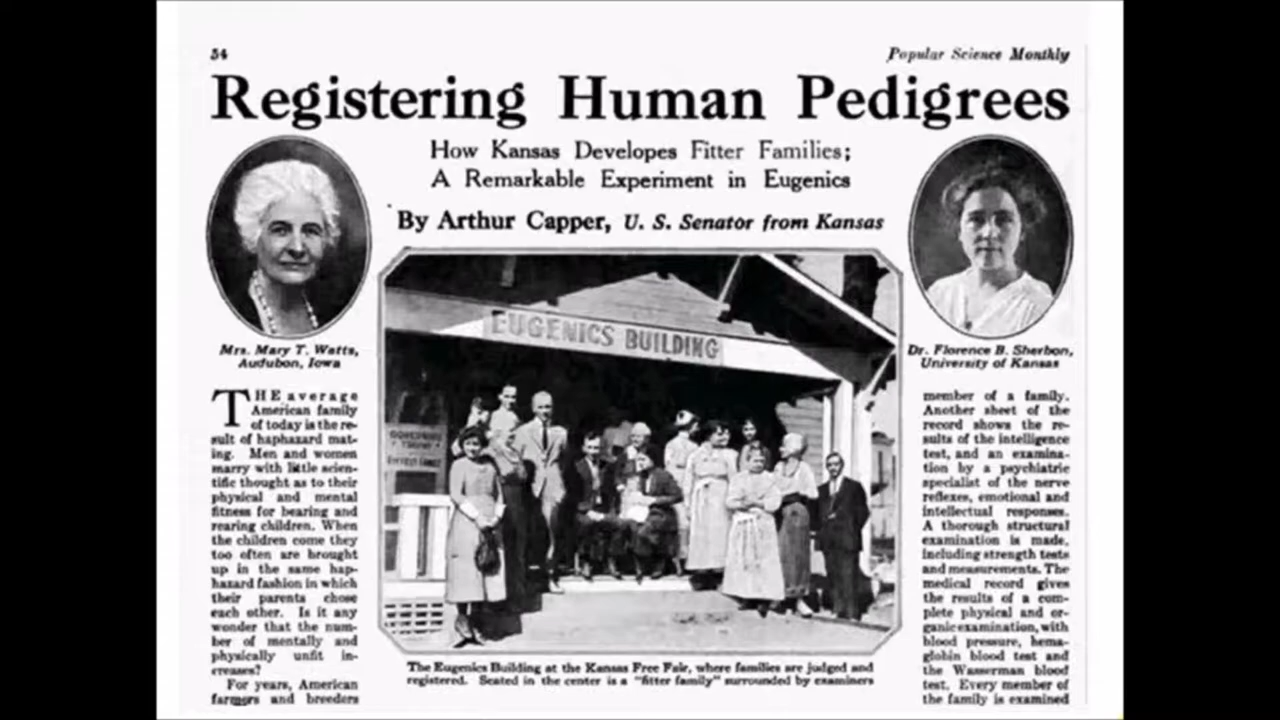 54
Popular Science Monthly
Registering Human Pedigrees
How Kansas Developes Fitter Families;
A Remarkable Experiment in Eugenics
By Arthur Capper, U. S. Senator from Kansas
Mrs. Mary T. Watts,
Audubon, Iowa
THE average
American family
of today is the re-
sult of haphazard mat-
ing. Men and women
marry with little scien-
tific thought as to their
physical and mental
fitness for bearing and
rearing children. When
the children come they
too often are brought
up in the same hap-
hazard fashion in which
their parents chose
each other. Is it any
wonder that the num-
ber of mentally and
physically unfit in-
creases?
For years, American
farmers and breeders
EUGENICS BUILDING
The Eugenics Building at the Kansas Free Fair, where families are judged and
registered. Seated in the center is a "fitter family" surrounded by examiners
Dr. Florence B. Sherbon,
University of Kansas
member of a family.
Another sheet of the
record shows the re-
sults of the intelligence
test, and an examina-
tion by a psychiatric
specialist of the nerve
reflexes, emotional and
intellectual responses.
A thorough structural
examination is made,
including strength tests
and measurements. The
medical record gives
the results of a com-
plete physical and or-
ganic examination, with
blood pressure, hema-
globin blood test and
the Wasserman blood
test. Every member of
the family is examined